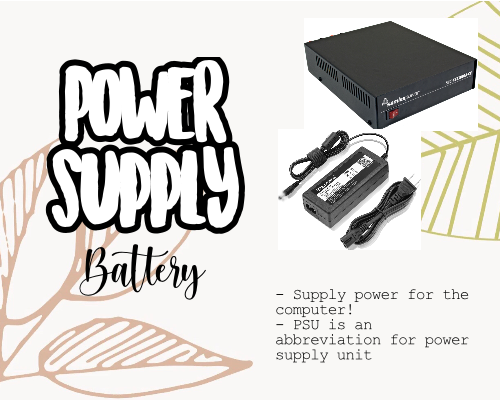 POWER
SUPPLY
Battery
- Supply power for the
computer!
- PSU is an
abbreviation for power
supply unit